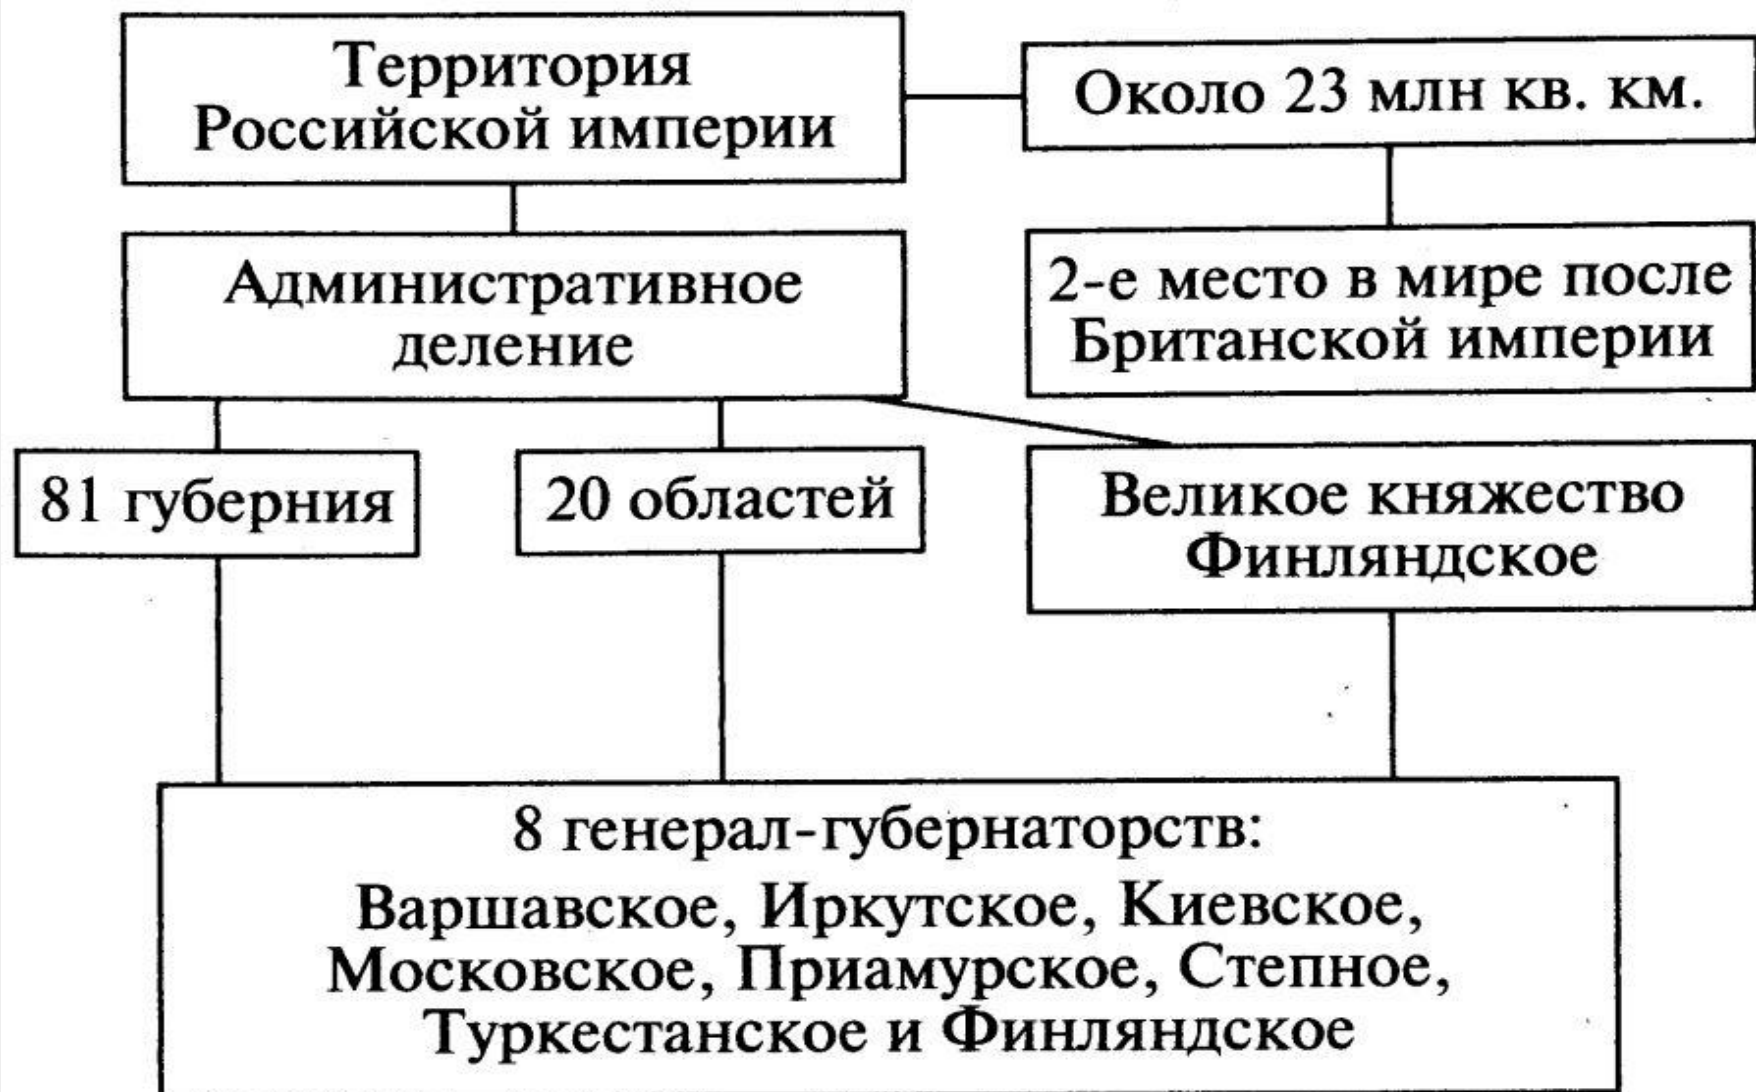 Территория
Российской империи
Около 23 млн кв. км.
Административное
деление
2-е место в мире после
Британской империи
81 губерния
20 областей
Великое княжество
Финляндское
8 генерал-губернаторств:
Варшавское, Иркутское, Киевское,
Московское, Приамурское, Степное,
Туркестанское и Финляндское